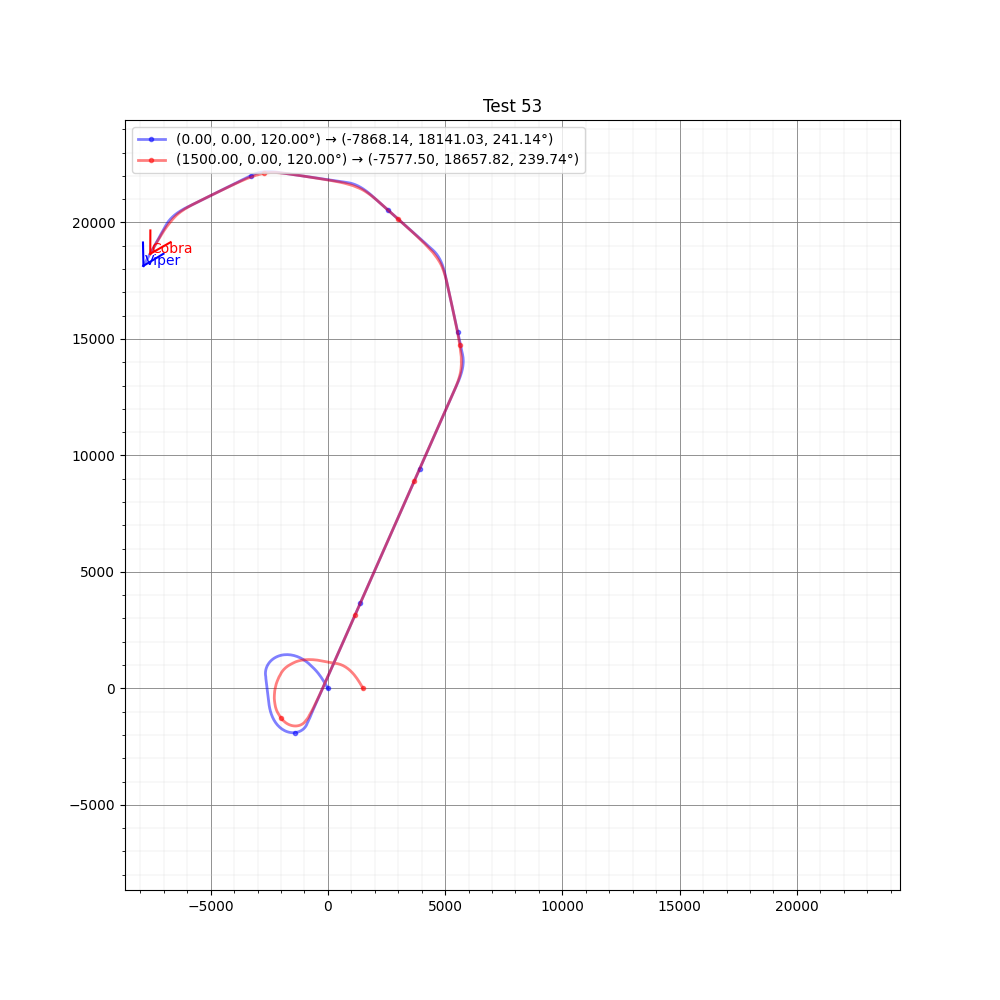 Test 53
(0.00, 0.00, 120.00°) → (-7868.14, 18141.03, 241.14°)
(1500.00, 0.00, 120.00°) → (-7577.50, 18657.82, 239.74°)
20000
Cobra
Viper
15000
10000
5000
0
−5000
−5000 0 5000 10000 15000 20000